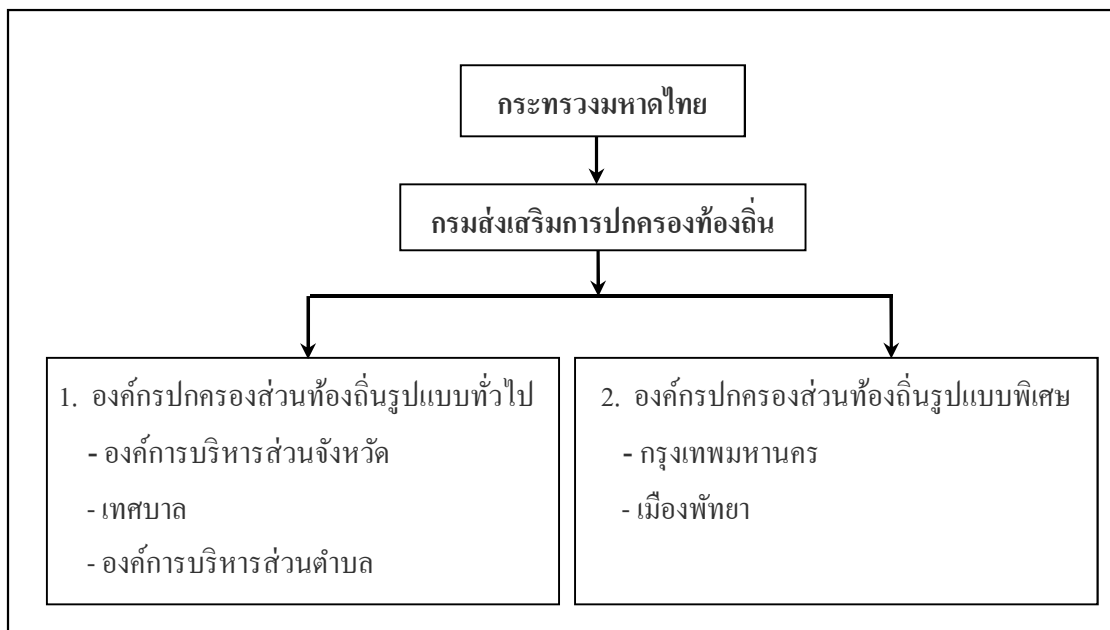 กระทรวงมหาดไทย
กรมส่งเสริมการปกครองท้องถิ่น
1. องค์กรปกครองส่วนท้องถิ่นรูปแบบทั่วไป
- องค์การบริหารส่วนจังหวัด
- เทศบาล
- องค์การบริหารส่วนตำบล
2. องค์กรปกครองส่วนท้องถิ่นรูปแบบพิเศษ
- กรุงเทพมหานคร
- เมืองพัทยา